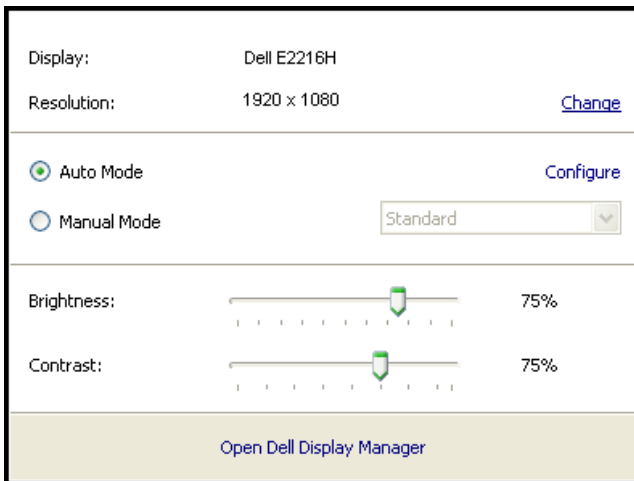 Display: Dell E2216H
Resolution: 1920 x 1080 Change
Auto Mode Configure
Manual Mode Standard
Brightness: 75%
Contrast: 75%
Open Dell Display Manager